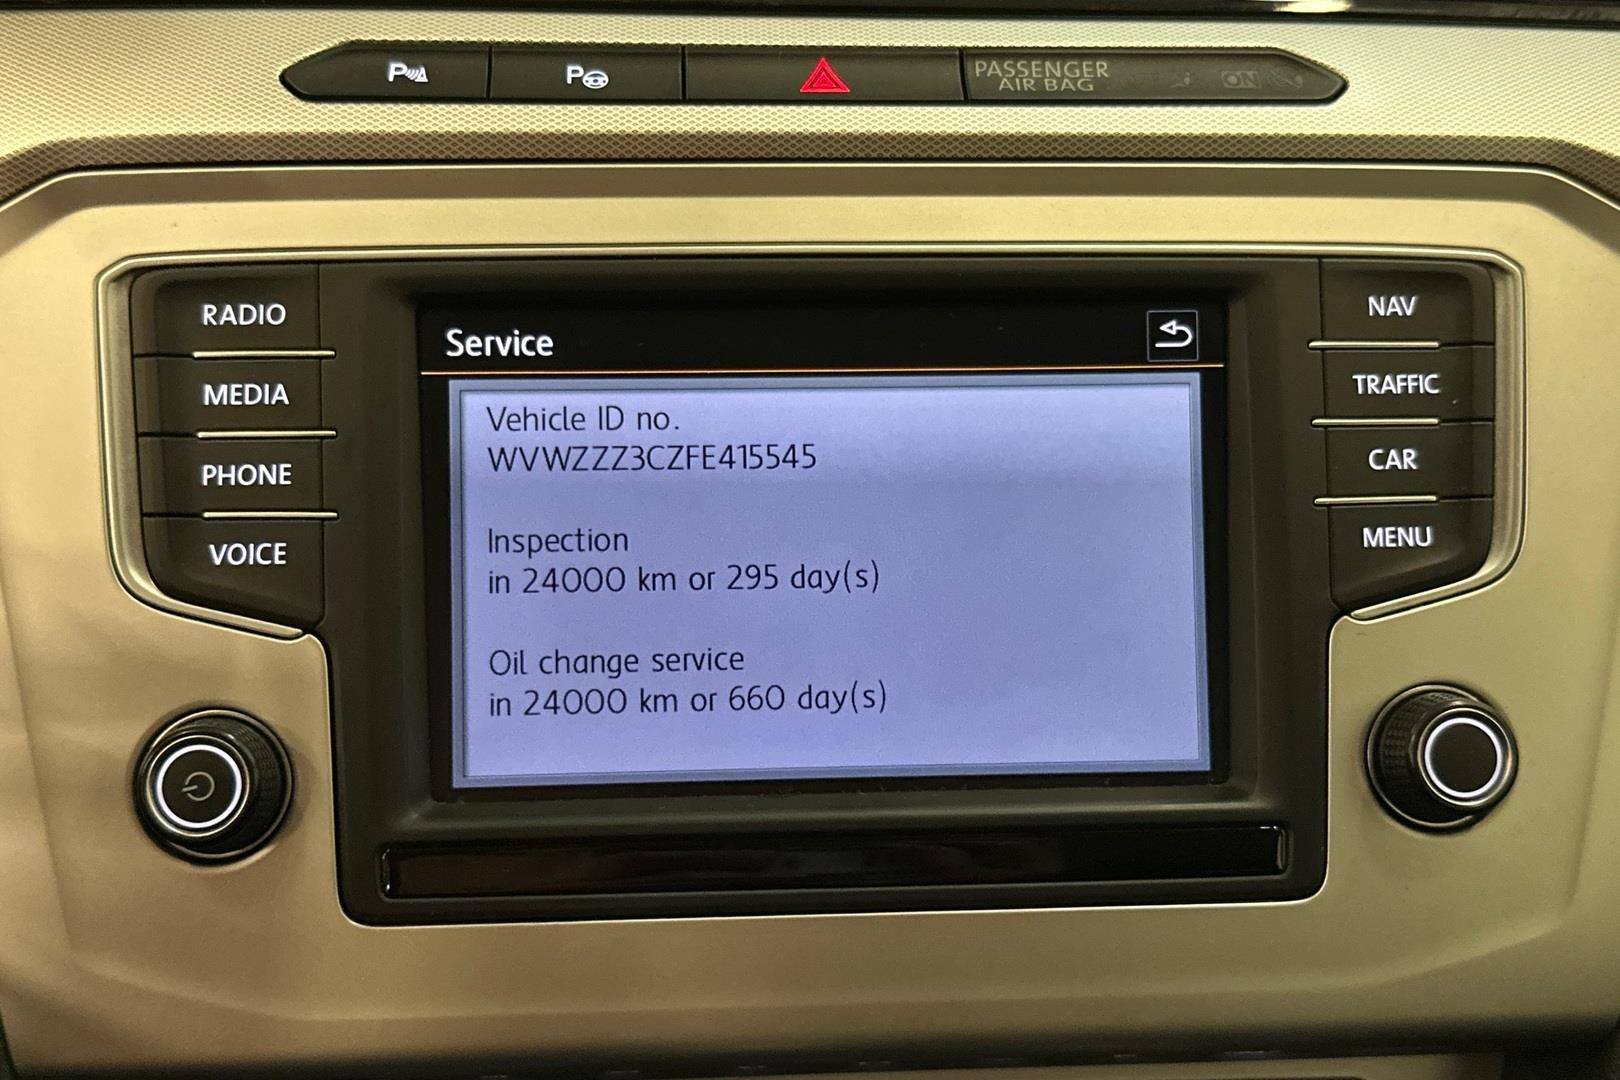 P
P
PASSENGER
AIR BAG
ON
RADIO
MEDIA
PHONE
VOICE
Service
Vehicle ID no.
WVWZZZ3CZFE415545
Inspection
in 24000 km or 295 day(s)
Oil change service
in 24000 km or 660 day(s)
NAV
TRAFFIC
CAR
MENU